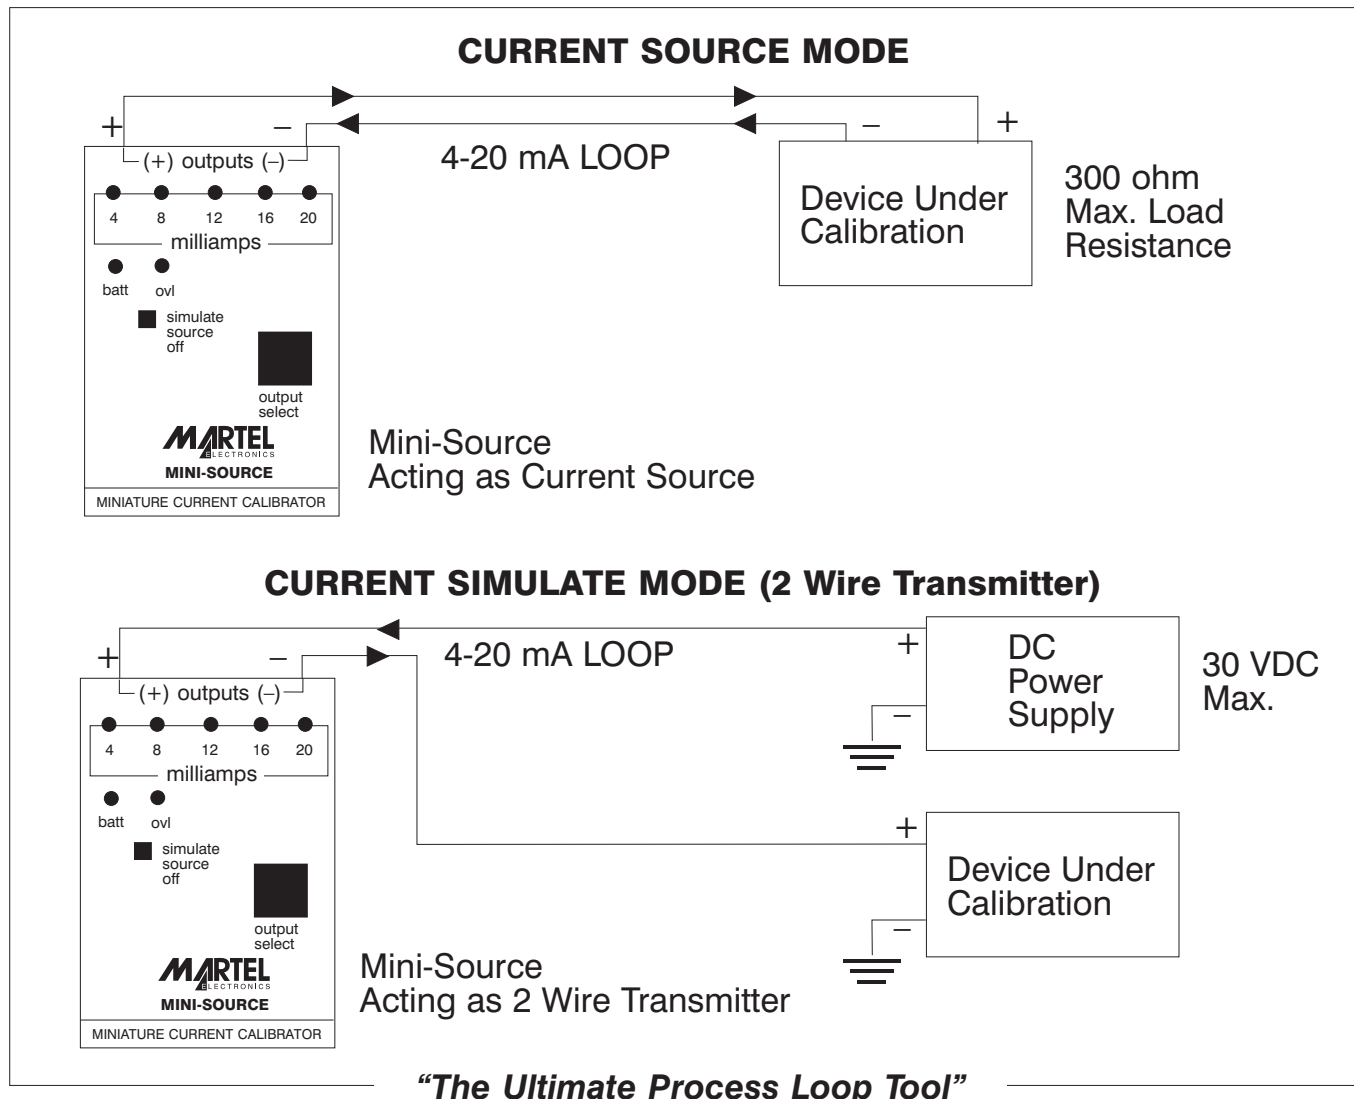 CURRENT SOURCE MODE
+ −
− +
(+) outputs (–)
4-20 mA LOOP
4 8 12 16 20
milliamps
batt ovl
simulate
source
off
output
select
MARTEL
ELECTRONICS
MINI-SOURCE
MINIATURE CURRENT CALIBRATOR
Device Under
Calibration
300 ohm
Max. Load
Resistance
Mini-Source
Acting as Current Source
CURRENT SIMULATE MODE (2 Wire Transmitter)
+ −
(+) outputs (–)
4-20 mA LOOP
4 8 12 16 20
milliamps
batt ovl
simulate
source
off
output
select
MARTEL
ELECTRONICS
MINI-SOURCE
MINIATURE CURRENT CALIBRATOR
+
−
DC
Power
Supply
30 VDC
Max.
+
−
Device Under
Calibration
Mini-Source
Acting as 2 Wire Transmitter
“The Ultimate Process Loop Tool”